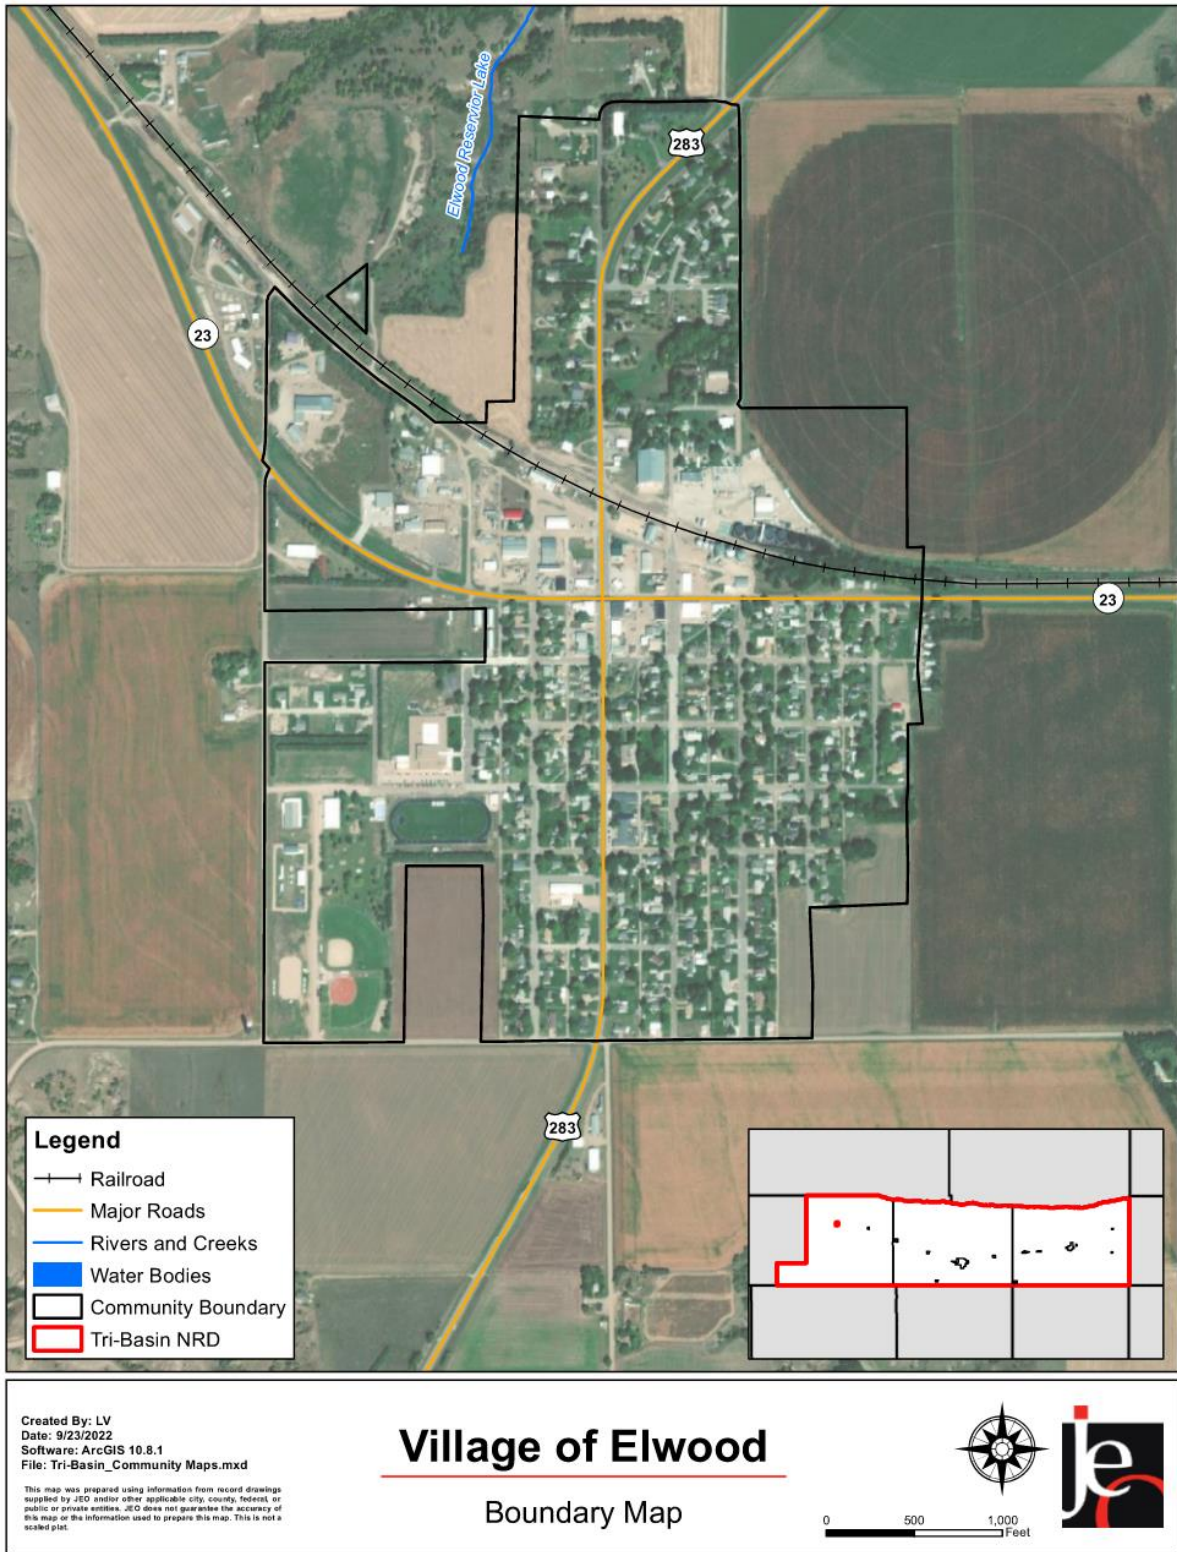 Elwood Reservior Lake
283
23
23
283
Legend
Railroad
Major Roads
Rivers and Creeks
Water Bodies
Community Boundary
Tri-Basin NRD
Created By: LV
Date: 9/23/2022
Software: ArcGIS 10.8.1
File: Tri-Basin_Community Maps.mxd
This map was prepared using information from record drawings
supplied by JEO and/or other applicable city, county, federal, or
public or private entities. JEO does not guarantee the accuracy of
this map or the information used to prepare this map. This is not a
scaled plat.
Village of Elwood
Boundary Map
0 500 1,000
Feet
jeo